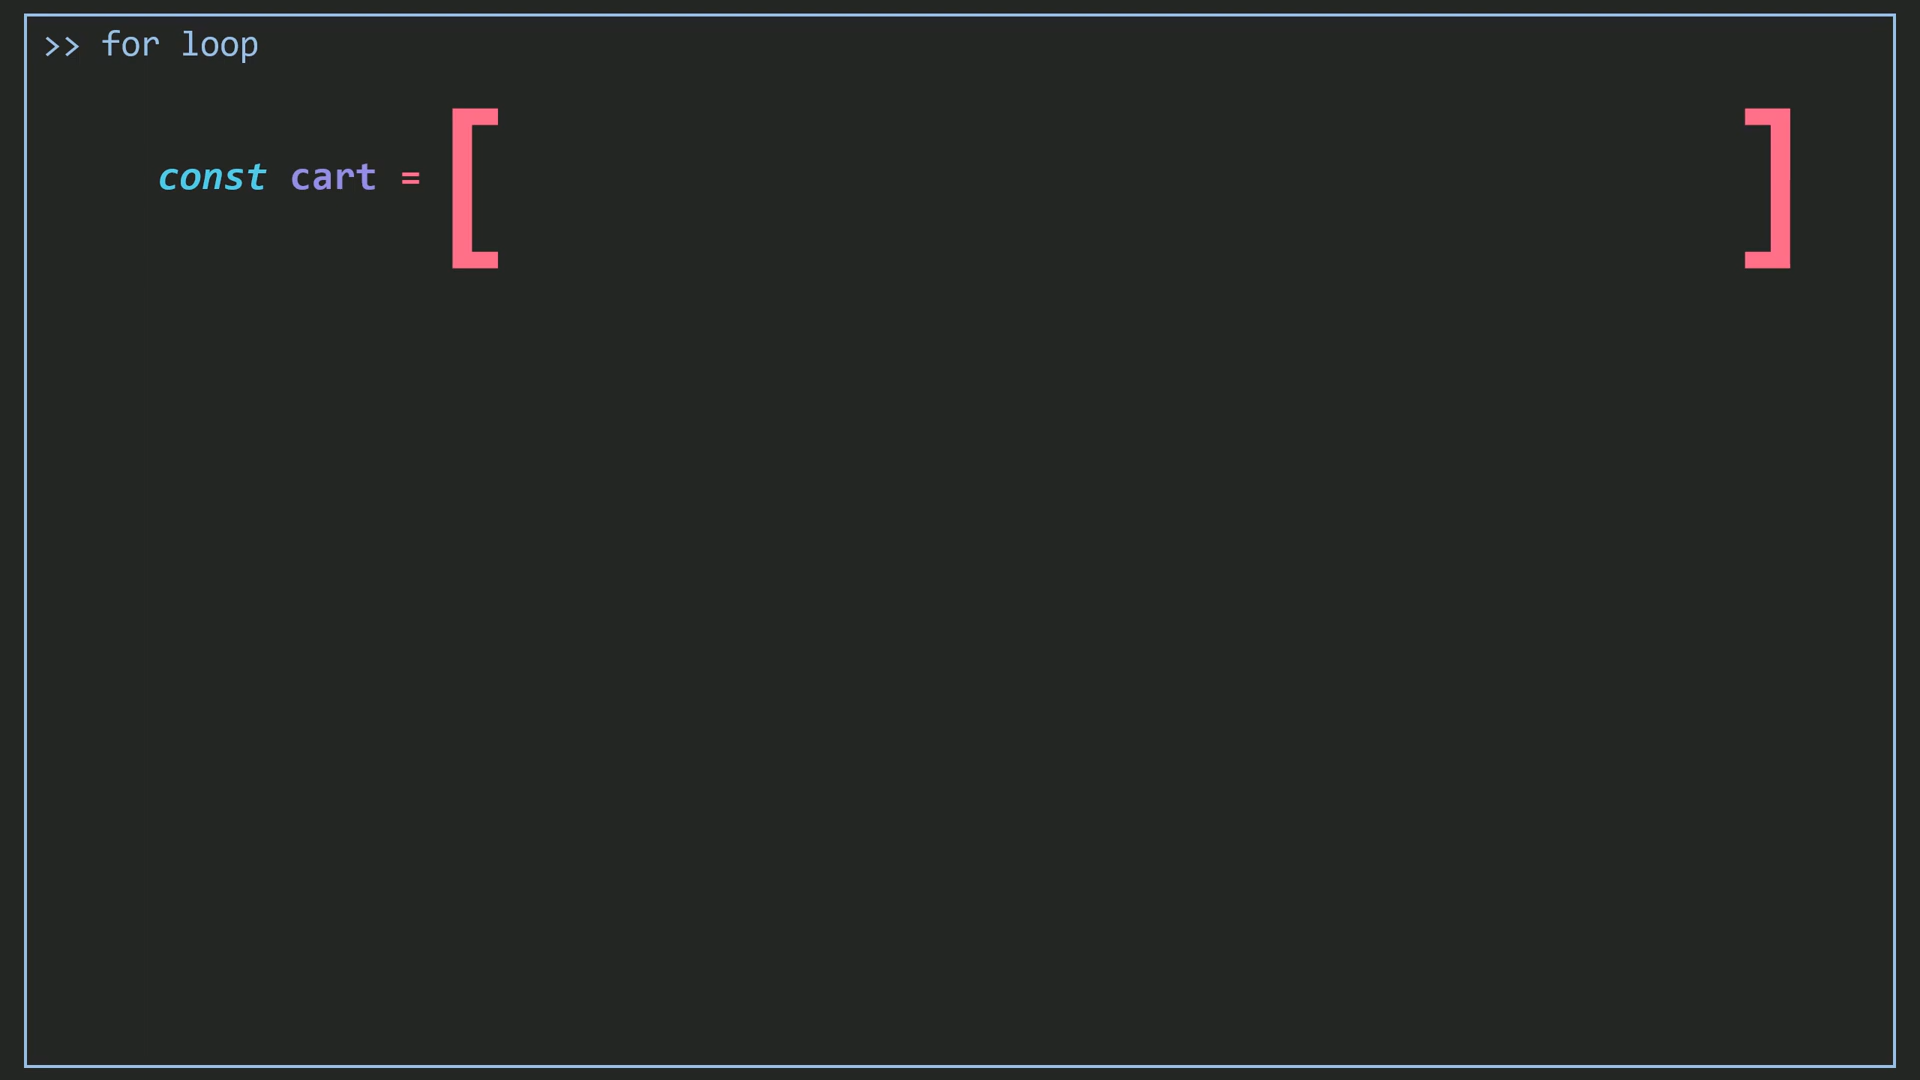 >> for loop
const cart = [ ]